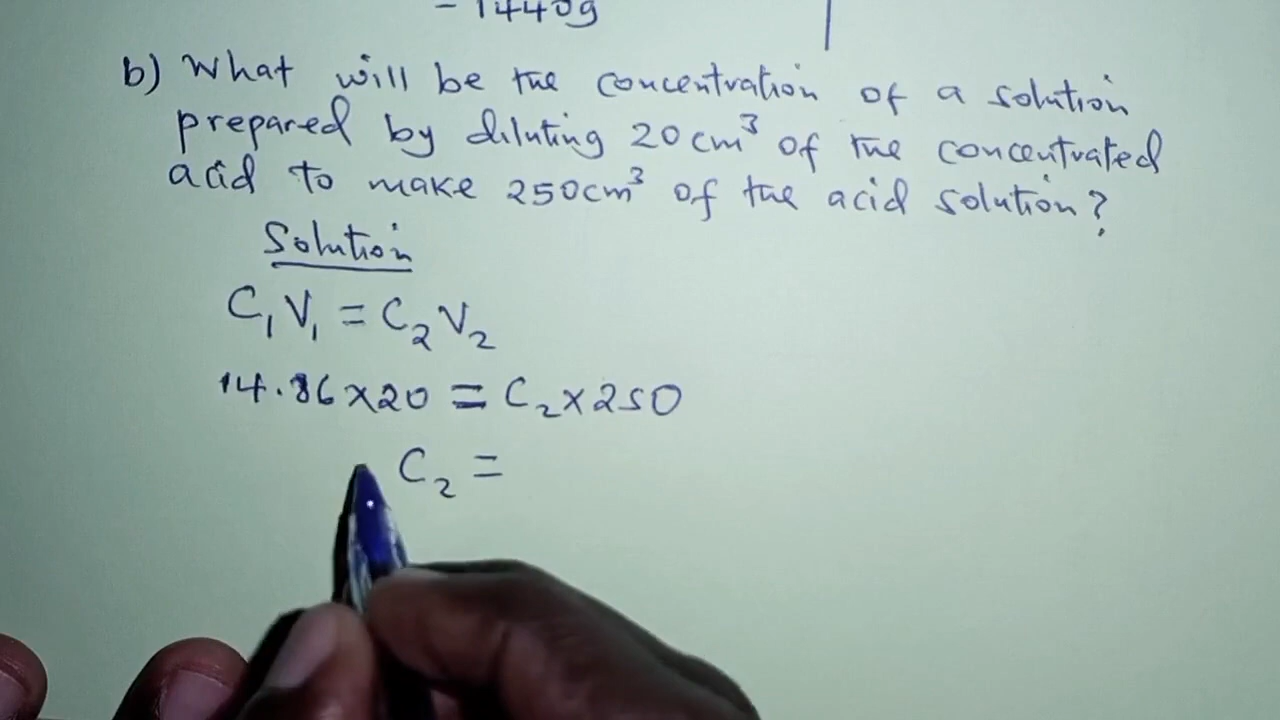 = 1440g
b) What will be the concentration of a solution
prepared by diluting 20cm³ of the concentrated
acid to make 250cm³ of the acid solution?
Solution
C₁V₁ = C₂V₂
14.86×20 = C₂×250
C₂ =